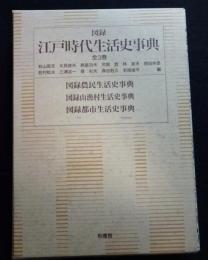 図録
江戸時代生活史事典
全3巻
編
図録農民生活史事典
図録山漁村生活史事典
図録都市生活史事典
柏書房